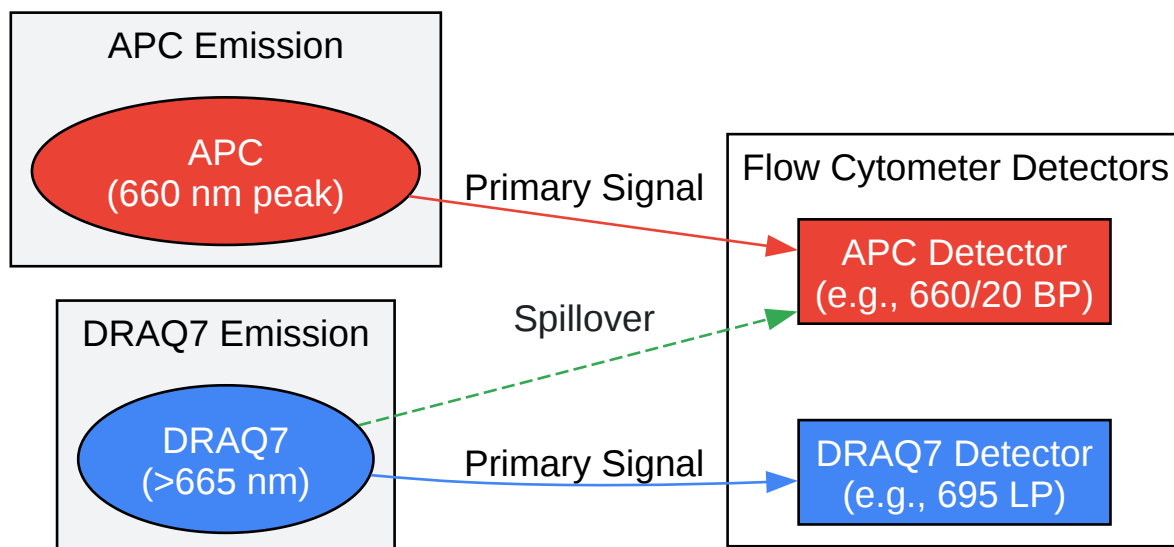 APC Emission
APC
(660 nm peak)
Primary Signal
Flow Cytometer Detectors
APC Detector
(e.g., 660/20 BP)
Spillover
DRAQ7 Emission
DRAQ7
(>665 nm)
Primary Signal
DRAQ7 Detector
(e.g., 695 LP)